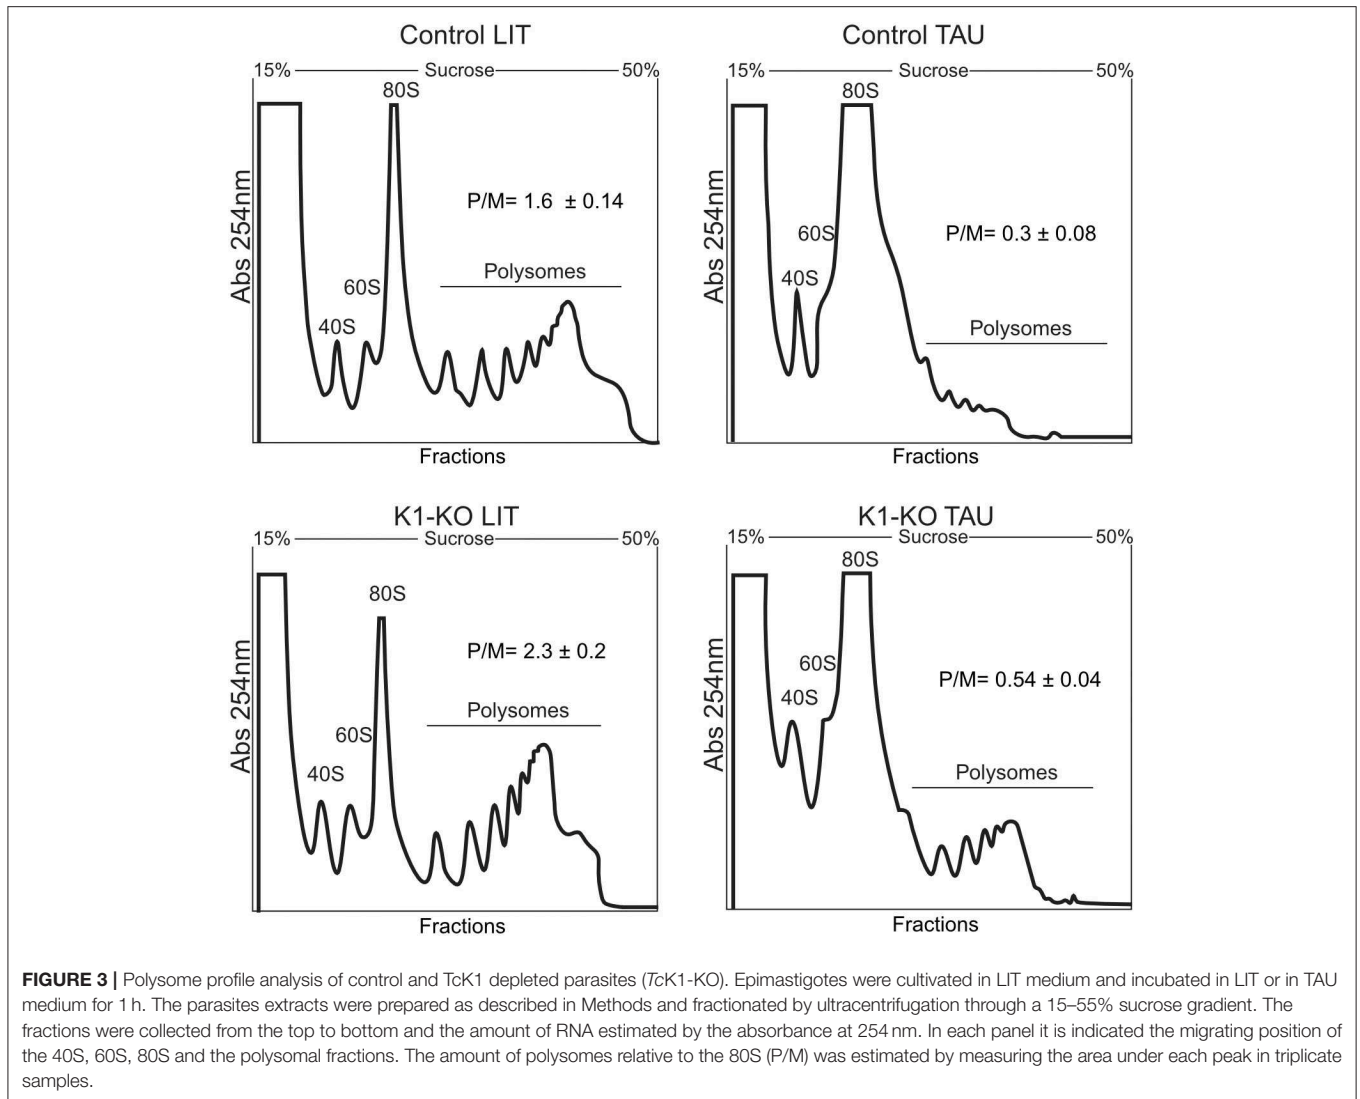 Control LIT
15% Sucrose 50%
80S
60S
40S
P/M= 1.6 ± 0.14
Polysomes
Abs 254nm
Fractions
Control TAU
15% Sucrose 50%
80S
60S
40S
P/M= 0.3 ± 0.08
Polysomes
Abs 254nm
Fractions
K1-KO LIT
15% Sucrose 50%
80S
60S
40S
P/M= 2.3 ± 0.2
Polysomes
Abs 254nm
Fractions
K1-KO TAU
15% Sucrose 50%
80S
60S
40S
P/M= 0.54 ± 0.04
Polysomes
Abs 254nm
Fractions
FIGURE 3 | Polysome profile analysis of control and TcK1 depleted parasites (TcK1-KO). Epimastigotes were cultivated in LIT medium and incubated in LIT or in TAU
medium for 1 h. The parasites extracts were prepared as described in Methods and fractionated by ultracentrifugation through a 15–55% sucrose gradient. The
fractions were collected from the top to bottom and the amount of RNA estimated by the absorbance at 254 nm. In each panel it is indicated the migrating position of
the 40S, 60S, 80S and the polysomal fractions. The amount of polysomes relative to the 80S (P/M) was estimated by measuring the area under each peak in triplicate
samples.